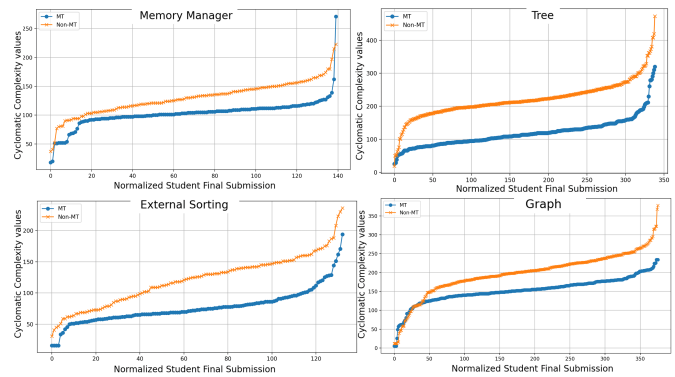 Memory Manager
MT
Non-MT
250
200
150
100
50
0 20 40 60 80 100 120 140
Cyclomatic Complexity values
Normalized Student Final Submission
Tree
MT
Non-MT
400
300
200
100
0
0 50 100 150 200 250 300 350
Cyclomatic Complexity values
Normalized Student Final Submission
External Sorting
MT
Non-MT
200
150
100
50
0 20 40 60 80 100 120
Cyclomatic Complexity values
Normalized Student Final Submission
Graph
MT
Non-MT
350
300
250
200
150
100
50
0
0 50 100 150 200 250 300 350
Cyclomatic Complexity values
Normalized Student Final Submission